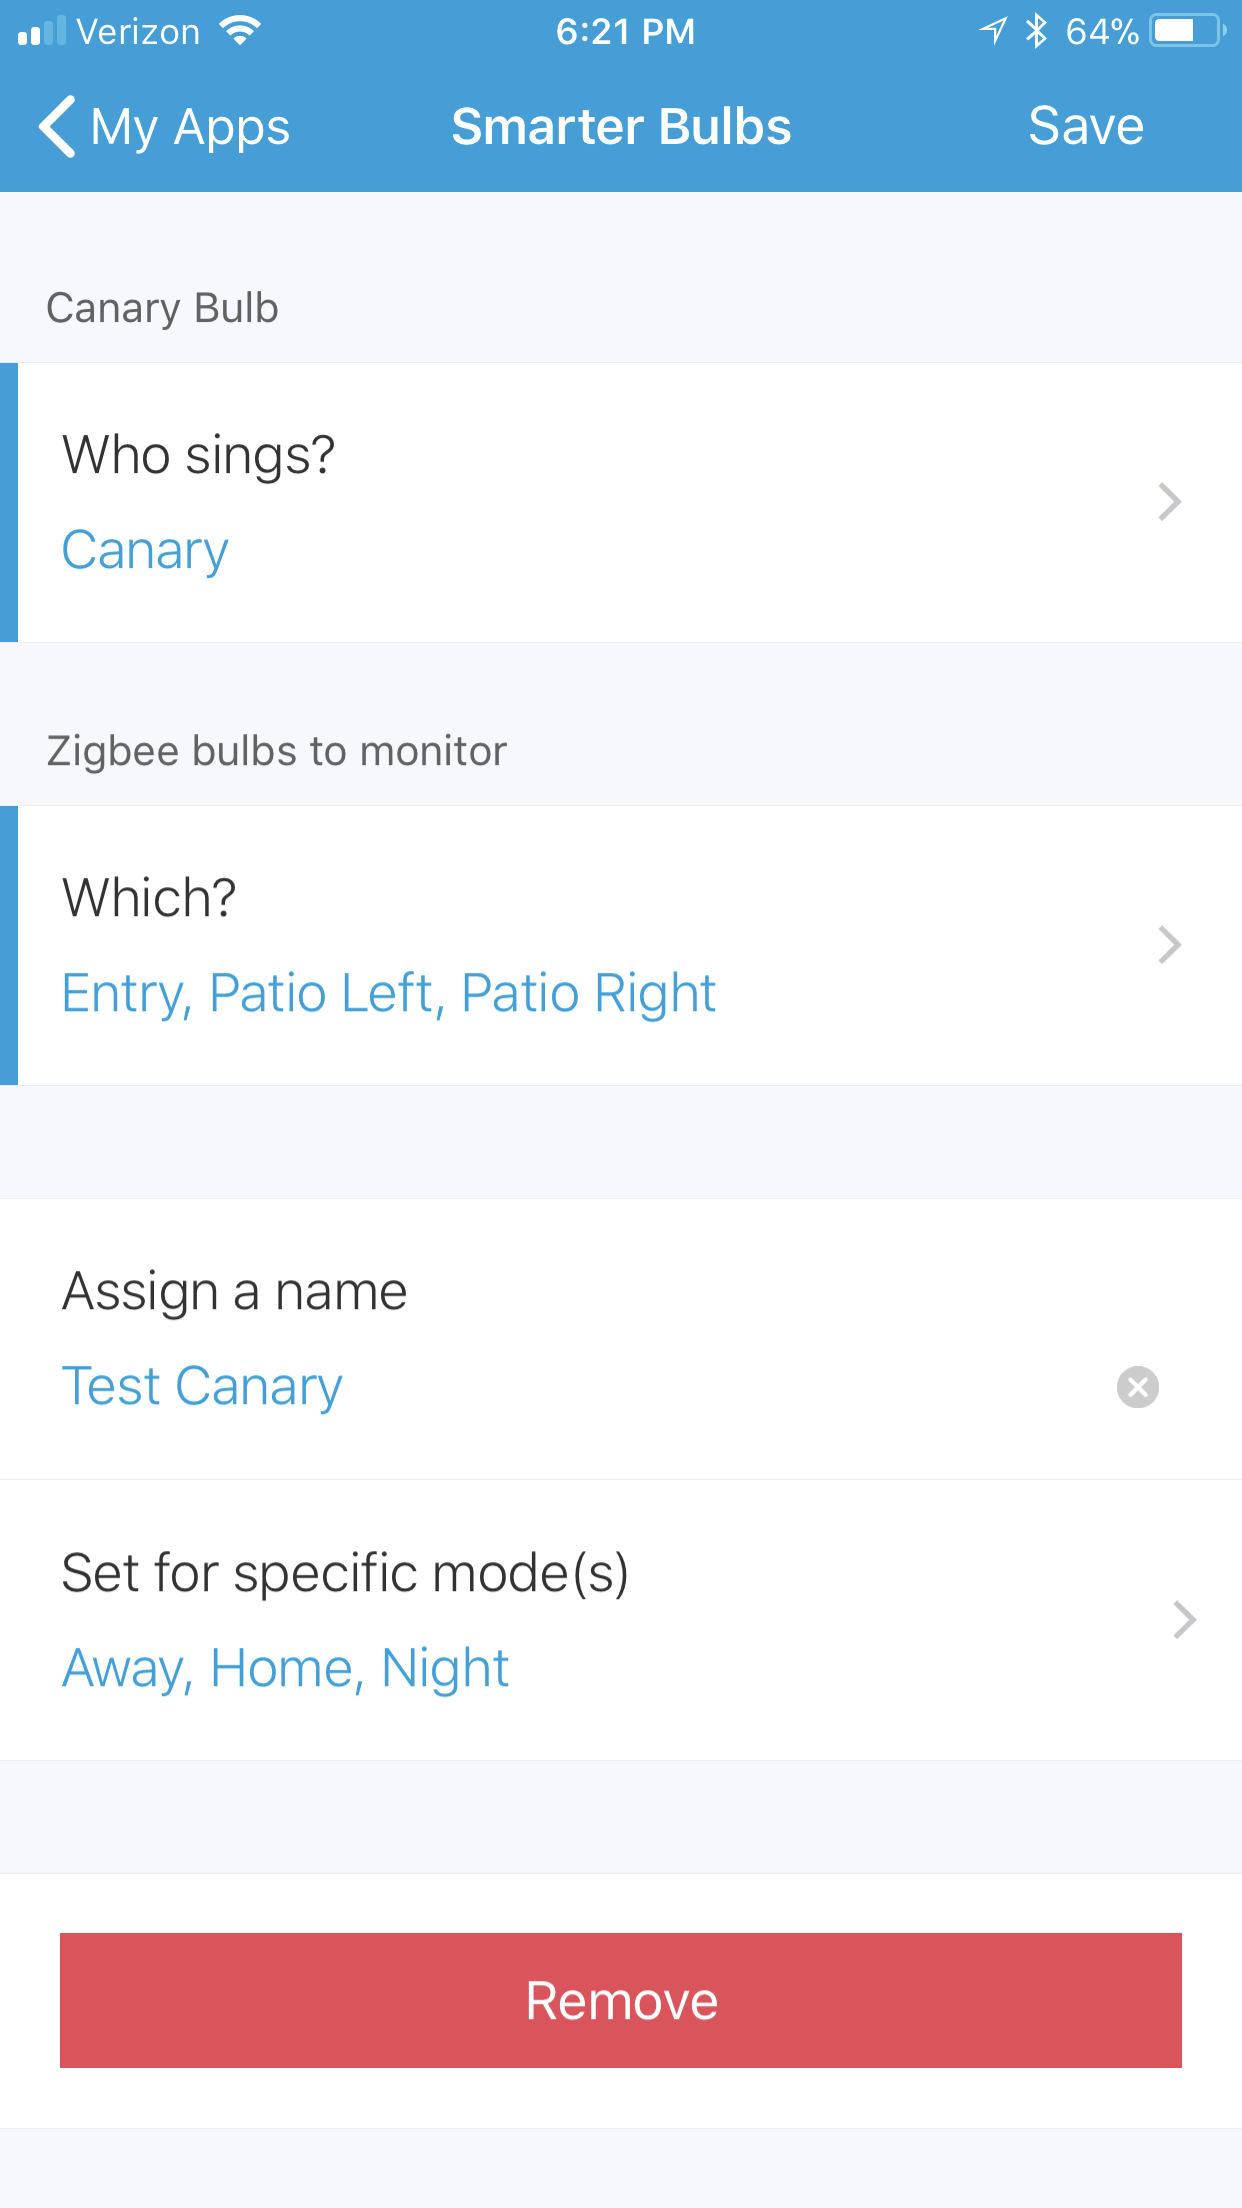 Verizon 6:21 PM 64%
My Apps Smarter Bulbs Save
Canary Bulb
Who sings?
Canary
Zigbee bulbs to monitor
Which?
Entry, Patio Left, Patio Right
Assign a name
Test Canary
Set for specific mode(s)
Away, Home, Night
Remove